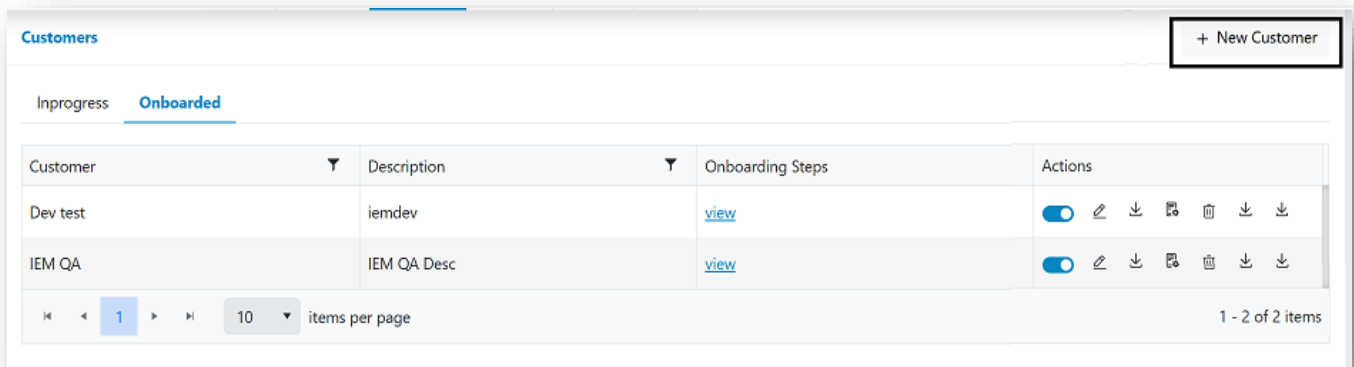 Customers
+ New Customer
Inprogress Onboarded
Customer Description Onboarding Steps Actions
Dev test iemdev view
IEM QA IEM QA Desc view
1 10 items per page 1 - 2 of 2 items